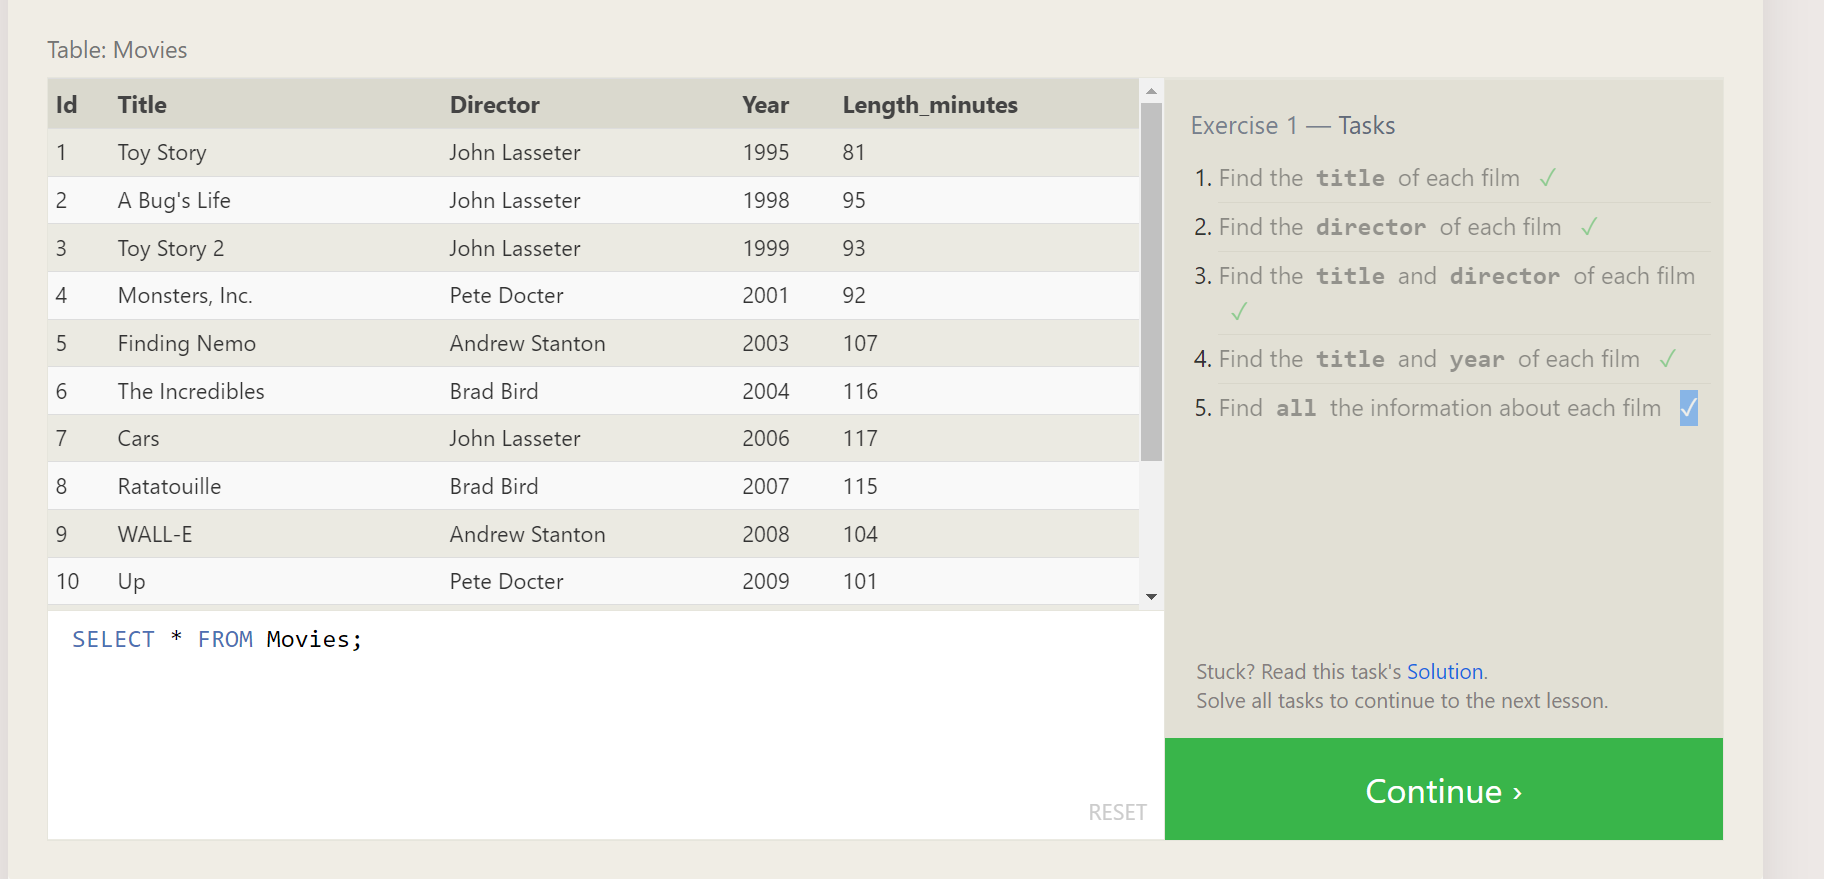 Table: Movies
Id Title Director Year Length_minutes
1 Toy Story John Lasseter 1995 81
2 A Bug's Life John Lasseter 1998 95
3 Toy Story 2 John Lasseter 1999 93
4 Monsters, Inc. Pete Docter 2001 92
5 Finding Nemo Andrew Stanton 2003 107
6 The Incredibles Brad Bird 2004 116
7 Cars John Lasseter 2006 117
8 Ratatouille Brad Bird 2007 115
9 WALL-E Andrew Stanton 2008 104
10 Up Pete Docter 2009 101
SELECT * FROM Movies;
RESET
Exercise 1 — Tasks
1. Find the title of each film ✓
2. Find the director of each film ✓
3. Find the title and director of each film
✓
4. Find the title and year of each film ✓
5. Find all the information about each film ✓
Stuck? Read this task's Solution.
Solve all tasks to continue to the next lesson.
Continue ›